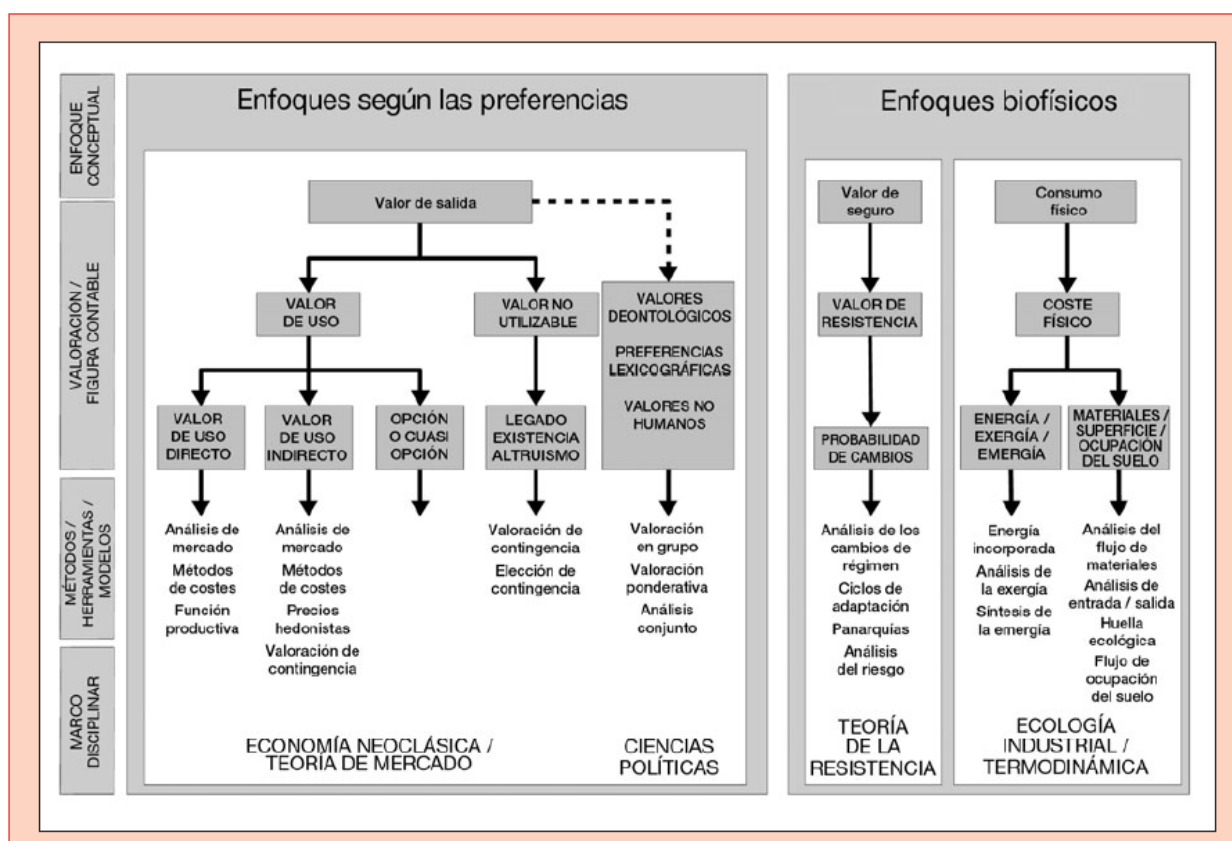 ENFOQUE
CONCEPTUAL
VALORACIÓN /
FIGURA CONTABLE
MÉTODOS /
HERRAMIENTAS /
MODELOS
MARCO
DISCIPLINAR
Enfoques según las preferencias
Valor de salida
VALOR
DE USO
VALOR NO
UTILIZABLE
VALORES
DEONTOLÓGICOS
PREFERENCIAS
LEXICOGRÁFICAS
VALORES NO
HUMANOS
VALOR
DE USO
DIRECTO
VALOR
DE USO
INDIRECTO
OPCIÓN
O CUASI
OPCIÓN
LEGADO
EXISTENCIA
ALTRUISMO
Análisis de
mercado
Métodos
de costes
Función
productiva
Análisis de
mercado
Métodos
de costes
Precios
hedonistas
Valoración de
contingencia
Valoración de
contingencia
Elección de
contingencia
Valoración
en grupo
Valoración
ponderativa
Análisis
conjunto
ECONOMÍA NEOCLÁSICA /
TEORÍA DE MERCADO
CIENCIAS
POLÍTICAS
Enfoques biofísicos
Valor de
seguro
VALOR DE
RESISTENCIA
PROBABILIDAD
DE CAMBIOS
Análisis de los
cambios de
régimen
Ciclos de
adaptación
Panarquías
Análisis
del riesgo
TEORÍA
DE LA
RESISTENCIA
Consumo
físico
COSTE
FÍSICO
ENERGÍA /
EXERGÍA /
EMERGÍA
MATERIALES /
SUPERFICIE /
OCUPACIÓN
DEL SUELO
Energía
incorporada
Análisis de
la exergía
Síntesis de
la emergía
Análisis del
flujo de
materiales
Análisis de
entrada / salida
Huella
ecológica
Flujo de
ocupación
del suelo
ECOLOGÍA
INDUSTRIAL /
TERMODINÁMICA